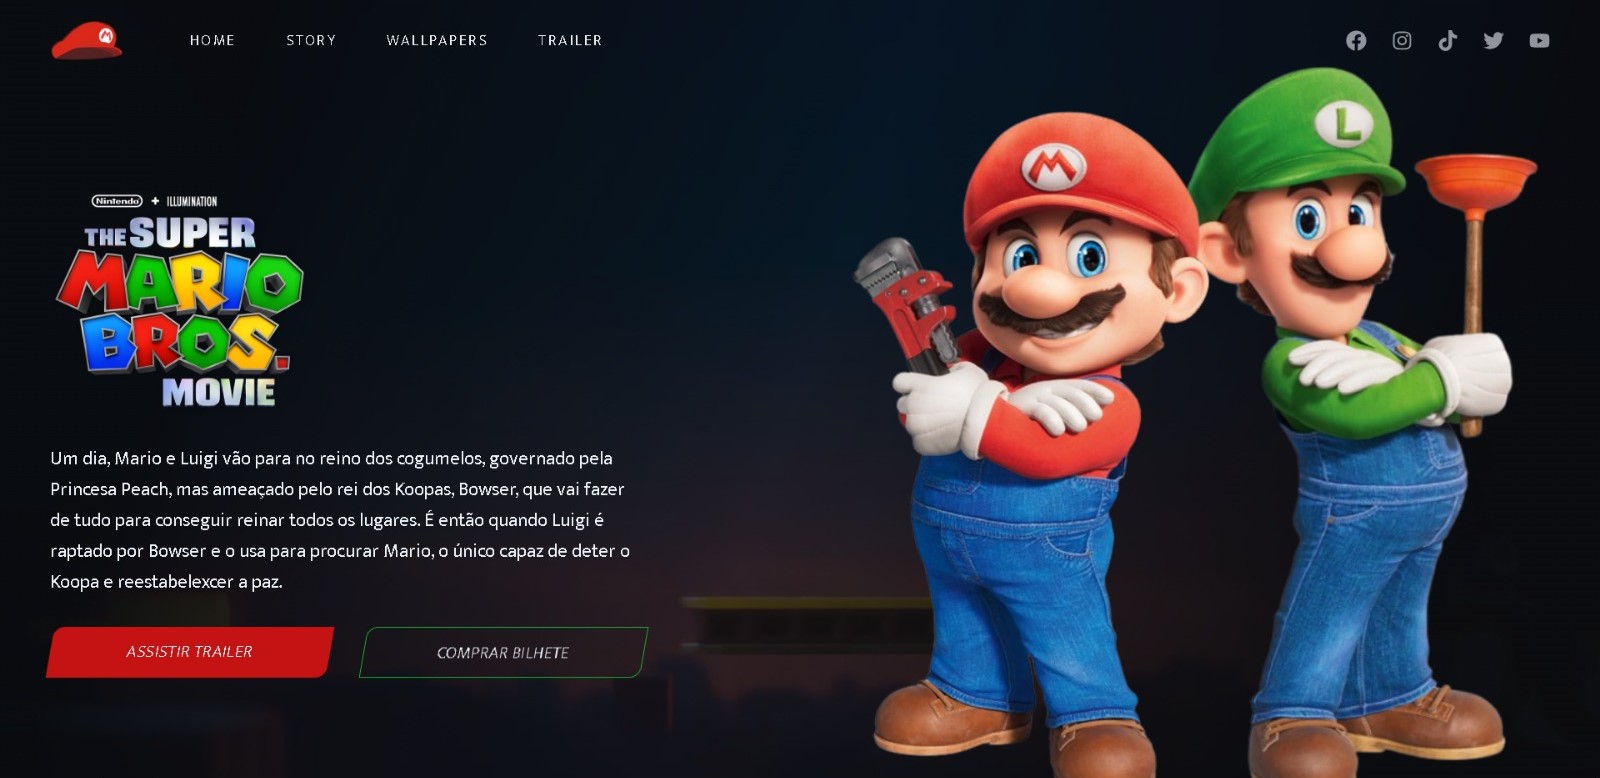 M
HOME STORY WALLPAPERS TRAILER
L
M
Nintendo + ILLUMINATION
THE SUPER
MARIO
BROS.
MOVIE
Um dia, Mario e Luigi vão para no reino dos cogumelos, governado pela
Princesa Peach, mas ameaçado pelo rei dos Koopas, Bowser, que vai fazer
de tudo para conseguir reinar todos os lugares. É então quando Luigi é
raptado por Bowser e o usa para procurar Mario, o único capaz de deter o
Koopa e reestabelexcer a paz.
ASSISTIR TRAILER
COMPRAR BILHETE